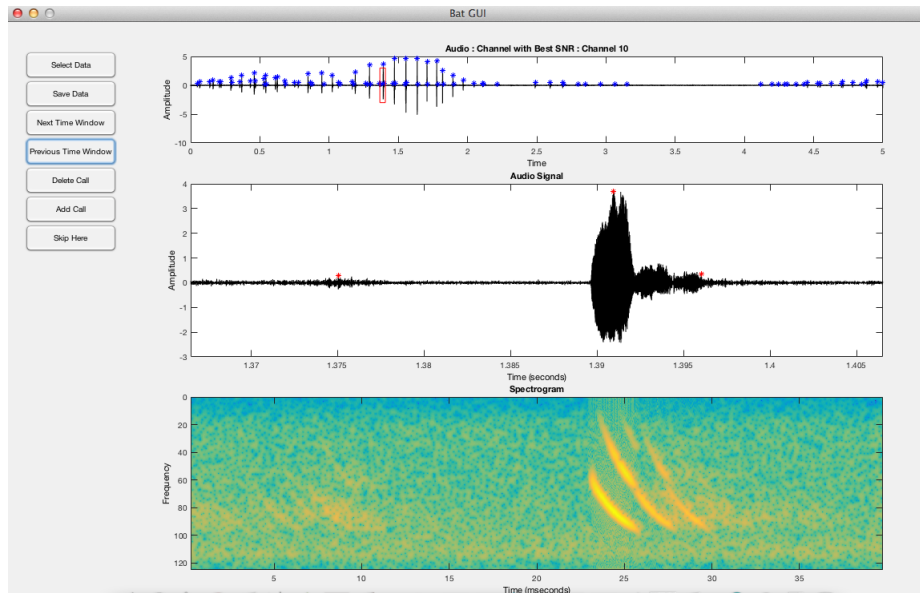 Bat GUI
Select Data
Save Data
Next Time Window
Previous Time Window
Delete Call
Add Call
Skip Here
Audio : Channel with Best SNR : Channel 10
Amplitude
5
0
-5
-10
0 0.5 1 1.5 2 2.5 3 3.5 4 4.5 5
Time
Audio Signal
Amplitude
4
3
2
1
0
-1
-2
-3
1.37 1.375 1.38 1.385 1.39 1.395 1.4 1.405
Time (seconds)
Spectrogram
Frequency
0
20
40
60
80
100
120
5 10 15 20 25 30 35
Time (mseconds)